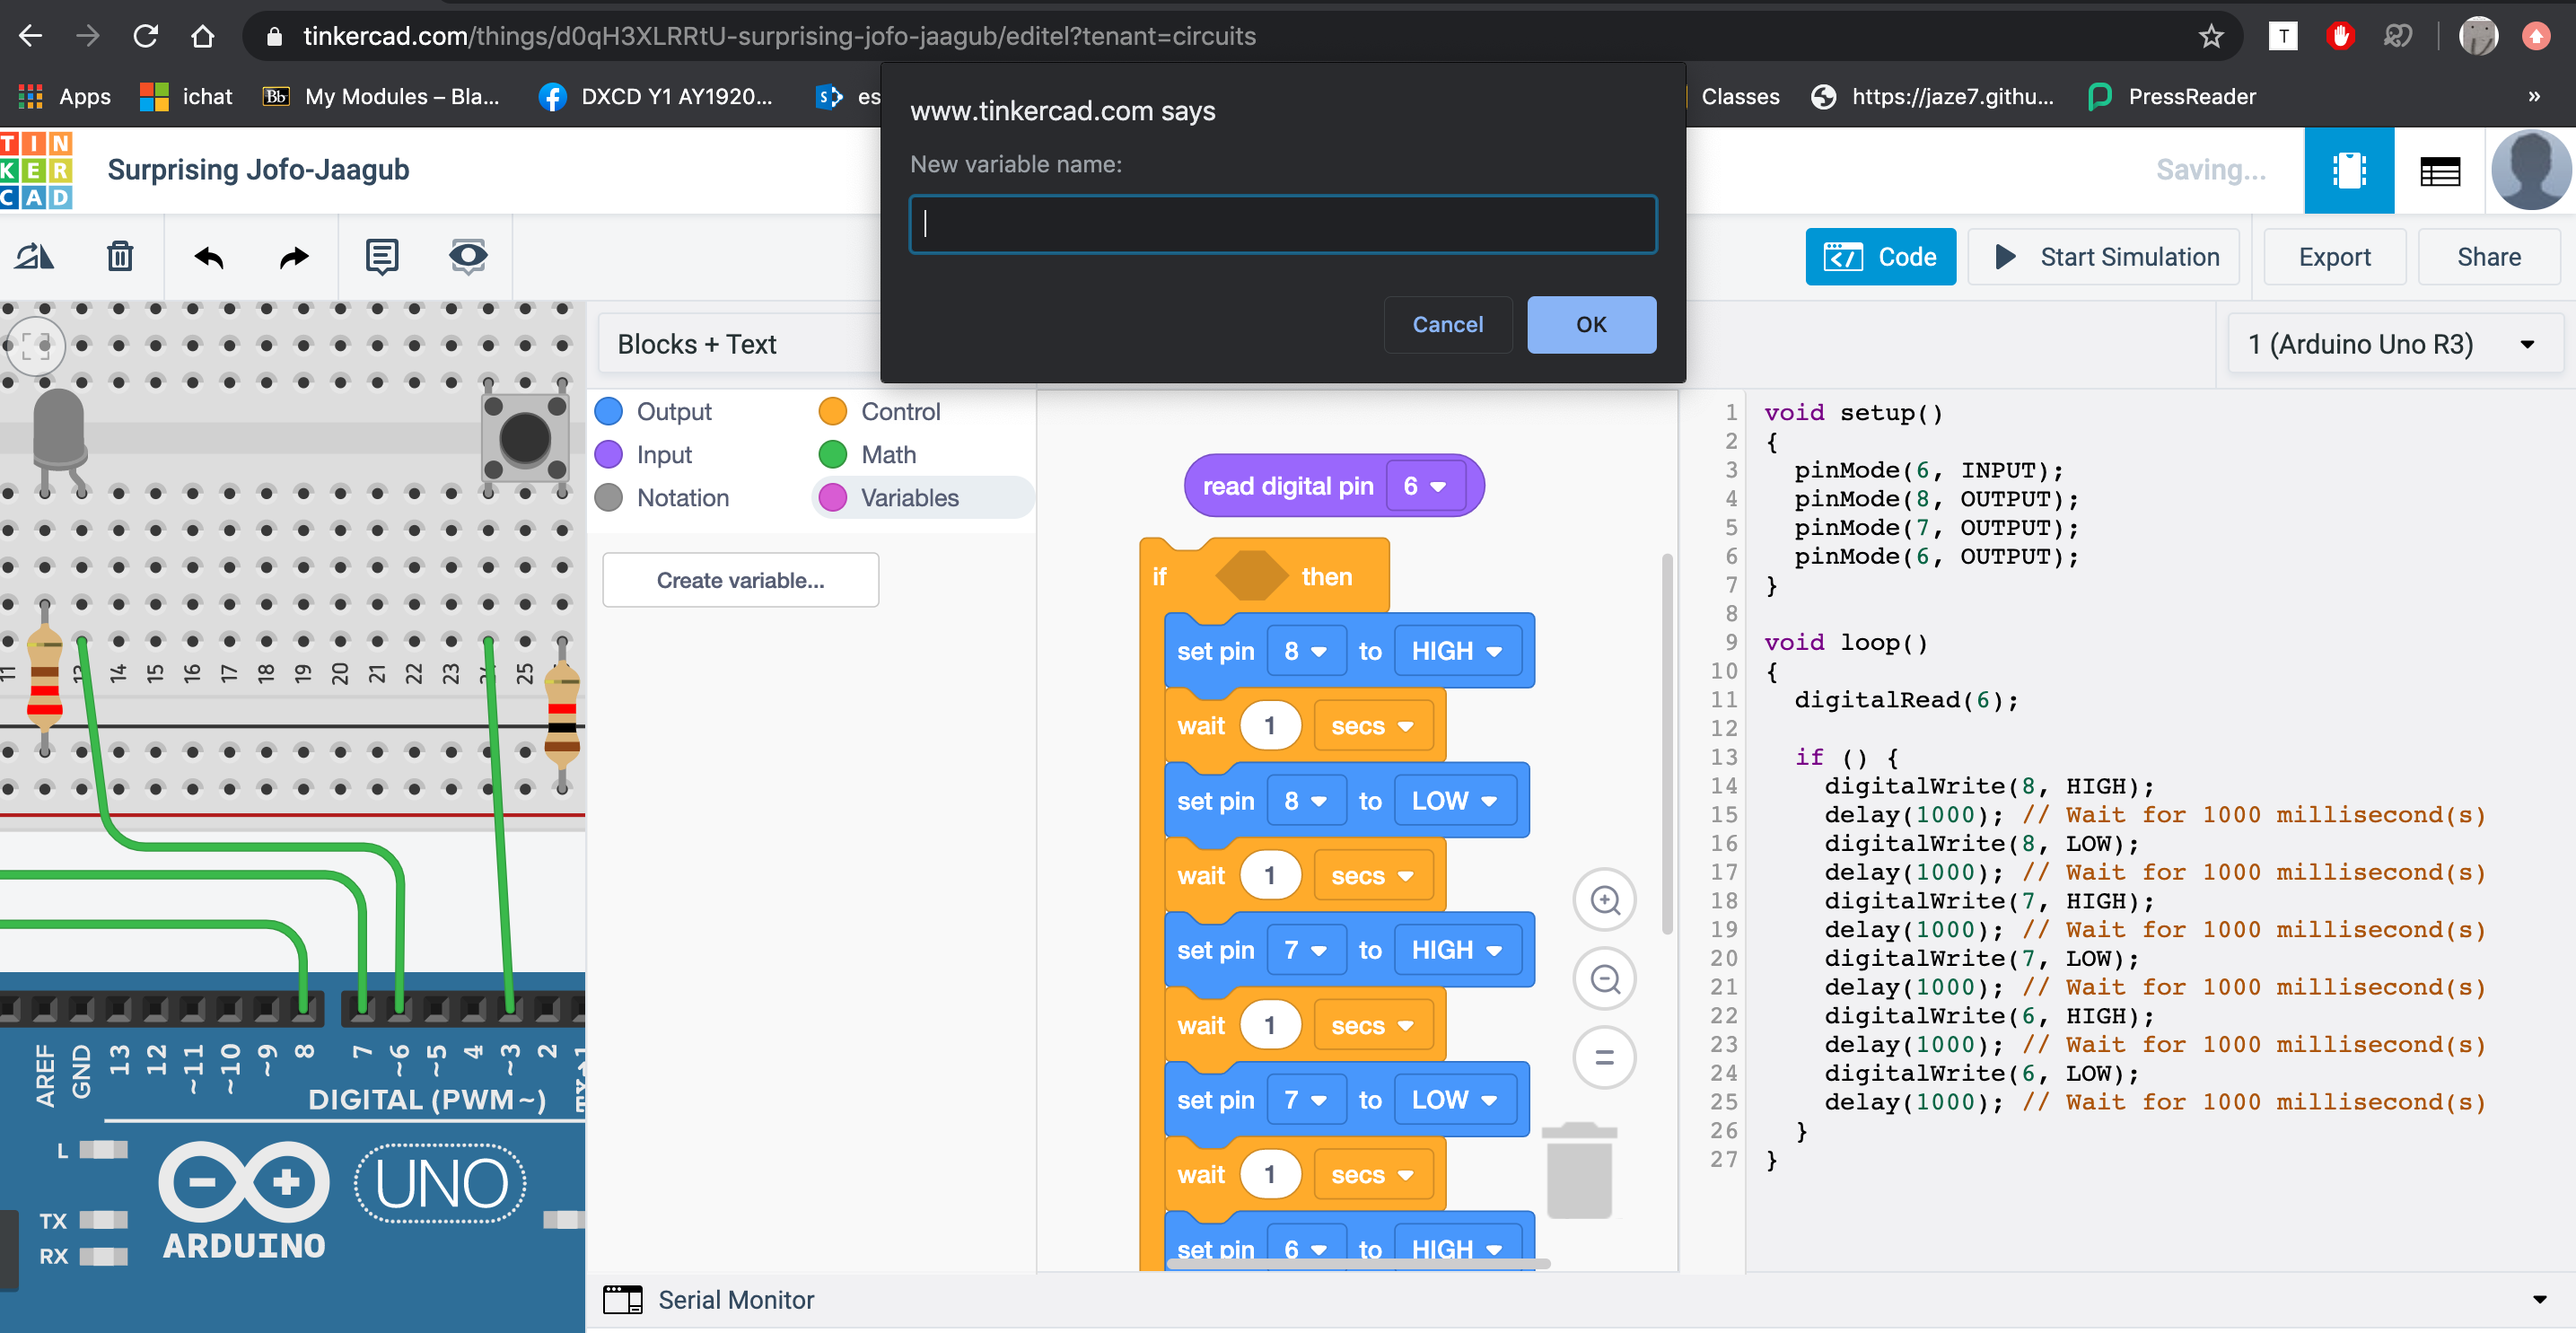 tinkercad.com/things/d0qH3XLRRtU-surprising-jofo-jaagub/editel?tenant=circuits
T
Apps
ichat
Bb
My Modules – Bla...
DXCD Y1 AY1920...
S
es
Classes
https://jaze7.githu...
PressReader
»
www.tinkercad.com says
New variable name:
Cancel
OK
TIN
KER
CAD
Surprising Jofo-Jaagub
Saving...
Code
Start Simulation
Export
Share
Blocks + Text
1 (Arduino Uno R3)
Output
Control
Input
Math
Notation
Variables
Create variable...
read digital pin 6
if then
set pin 8 to HIGH
wait 1 secs
set pin 8 to LOW
wait 1 secs
set pin 7 to HIGH
wait 1 secs
set pin 7 to LOW
wait 1 secs
set pin 6 to HIGH
1 void setup()
2 {
3 pinMode(6, INPUT);
4 pinMode(8, OUTPUT);
5 pinMode(7, OUTPUT);
6 pinMode(6, OUTPUT);
7 }
8
9 void loop()
10 {
11 digitalRead(6);
12
13 if () {
14 digitalWrite(8, HIGH);
15 delay(1000); // Wait for 1000 millisecond(s)
16 digitalWrite(8, LOW);
17 delay(1000); // Wait for 1000 millisecond(s)
18 digitalWrite(7, HIGH);
19 delay(1000); // Wait for 1000 millisecond(s)
20 digitalWrite(7, LOW);
21 delay(1000); // Wait for 1000 millisecond(s)
22 digitalWrite(6, HIGH);
23 delay(1000); // Wait for 1000 millisecond(s)
24 digitalWrite(6, LOW);
25 delay(1000); // Wait for 1000 millisecond(s)
26 }
27 }
11 14 15 16 17 18 19 20 21 22 23 25
AREF GND 13 12 ~11 ~10 ~9 8 7 ~6 ~5 4 ~3 2
DIGITAL (PWM~)
L
TX
RX
UNO
ARDUINO
Serial Monitor